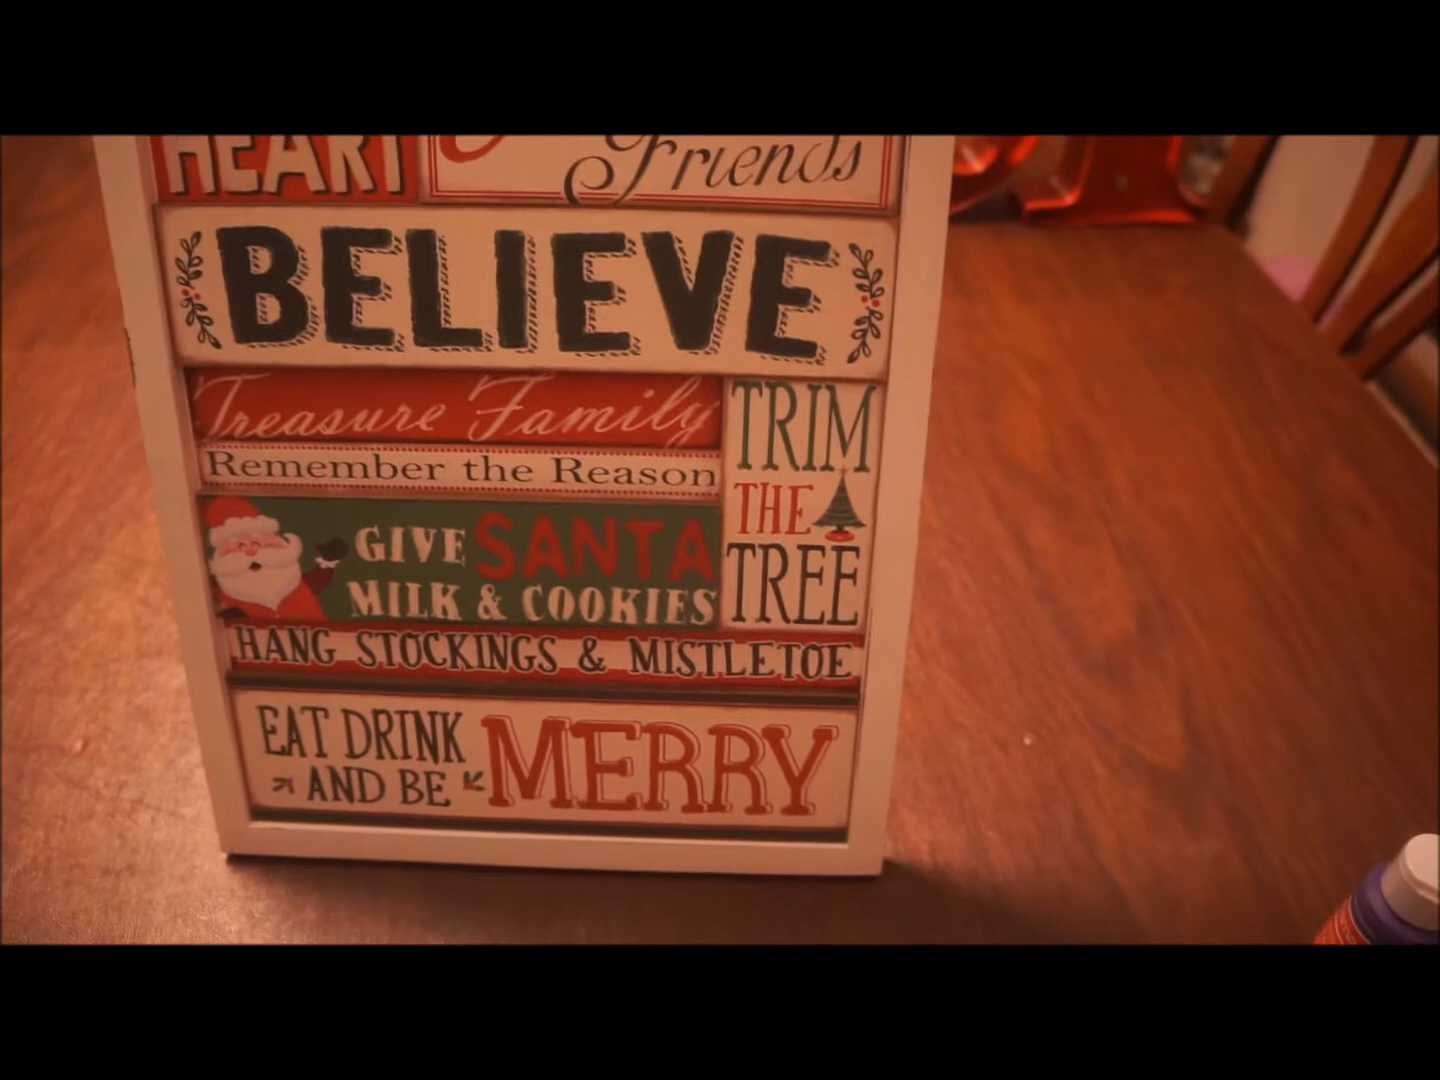 HEART
Friends
BELIEVE
Treasure Family
Remember the Reason
GIVE SANTA
MILK & COOKIES
TRIM
THE
TREE
HANG STOCKINGS & MISTLETOE
EAT DRINK
AND BE
MERRY